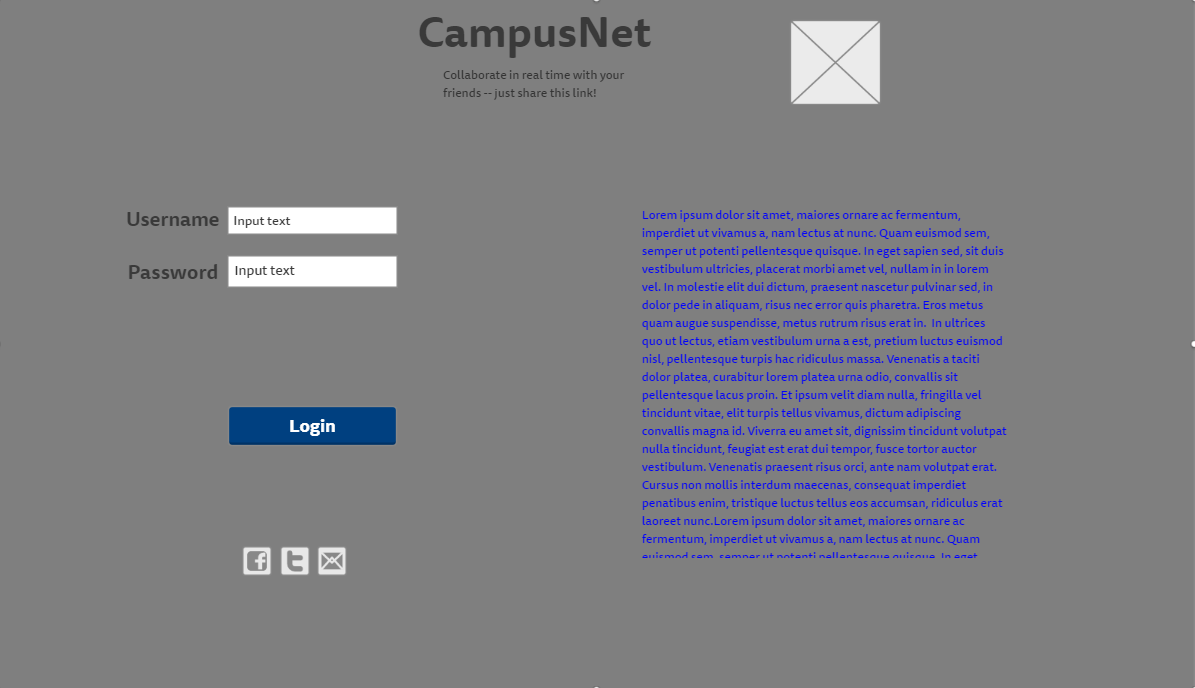 CampusNet
Collaborate in real time with your
friends -- just share this link!
Username
Input text
Password
Input text
Login
Lorem ipsum dolor sit amet, maiores ornare ac fermentum,
imperdiet ut vivamus a, nam lectus at nunc. Quam euismod sem,
semper ut potenti pellentesque quisque. In eget sapien sed, sit duis
vestibulum ultricies, placerat morbi amet vel, nullam in in lorem
vel. In molestie elit dui dictum, praesent nascetur pulvinar sed, in
dolor pede in aliquam, risus nec error quis pharetra. Eros metus
quam augue suspendisse, metus rutrum risus erat in.  In ultrices
quo ut lectus, etiam vestibulum urna a est, pretium luctus euismod
nisl, pellentesque turpis hac ridiculus massa. Venenatis a taciti
dolor platea, curabitur lorem platea urna odio, convallis sit
pellentesque lacus proin. Et ipsum velit diam nulla, fringilla vel
tincidunt vitae, elit turpis tellus vivamus, dictum adipiscing
convallis magna id. Viverra eu amet sit, dignissim tincidunt volutpat
nulla tincidunt, feugiat est erat dui tempor, fusce tortor auctor
vestibulum. Venenatis praesent risus orci, ante nam volutpat erat.
Cursus non mollis interdum maecenas, consequat imperdiet
penatibus enim, tristique luctus tellus eos accumsan, ridiculus erat
laoreet nunc.Lorem ipsum dolor sit amet, maiores ornare ac
fermentum, imperdiet ut vivamus a, nam lectus at nunc. Quam
euismod sem, semper ut potenti pellentesque quisque. In eget